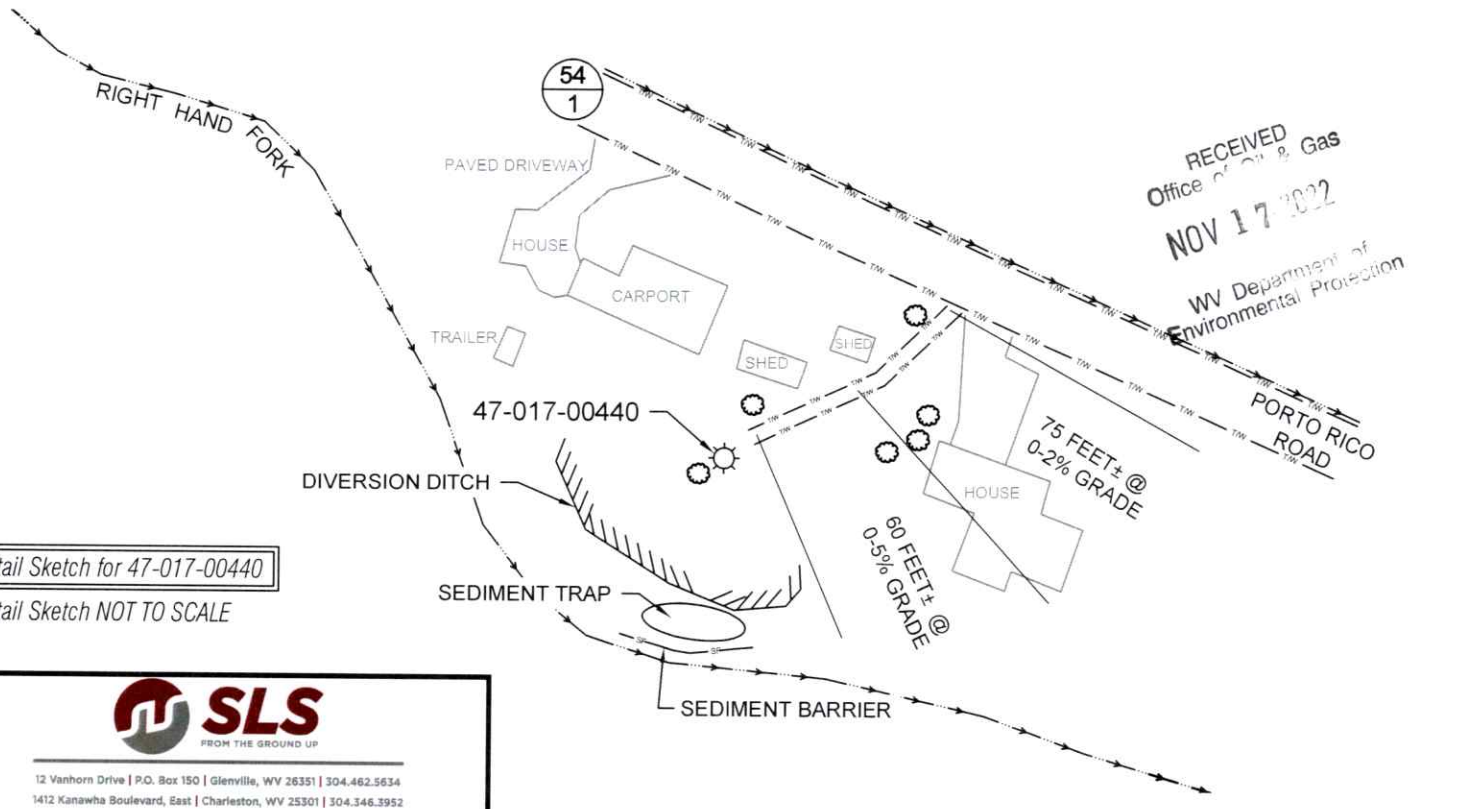 RIGHT HAND FORK
54
1
PAVED DRIVEWAY
HOUSE
CARPORT
TRAILER
SHED
SHED
RECEIVED
Office of Oil & Gas
NOV 17 2022
WV Department of
Environmental Protection
PORTO RICO
ROAD
47-017-00440
75 FEET± @
0-2% GRADE
HOUSE
60 FEET± @
0-5% GRADE
DIVERSION DITCH
SEDIMENT TRAP
SEDIMENT BARRIER
tail Sketch for 47-017-00440
tail Sketch NOT TO SCALE
SLS
FROM THE GROUND UP
12 Vanhorn Drive | P.O. Box 150 | Glenville, WV 26351 | 304.462.5634
1412 Kanawha Boulevard, East | Charleston, WV 25301 | 304.346.3952